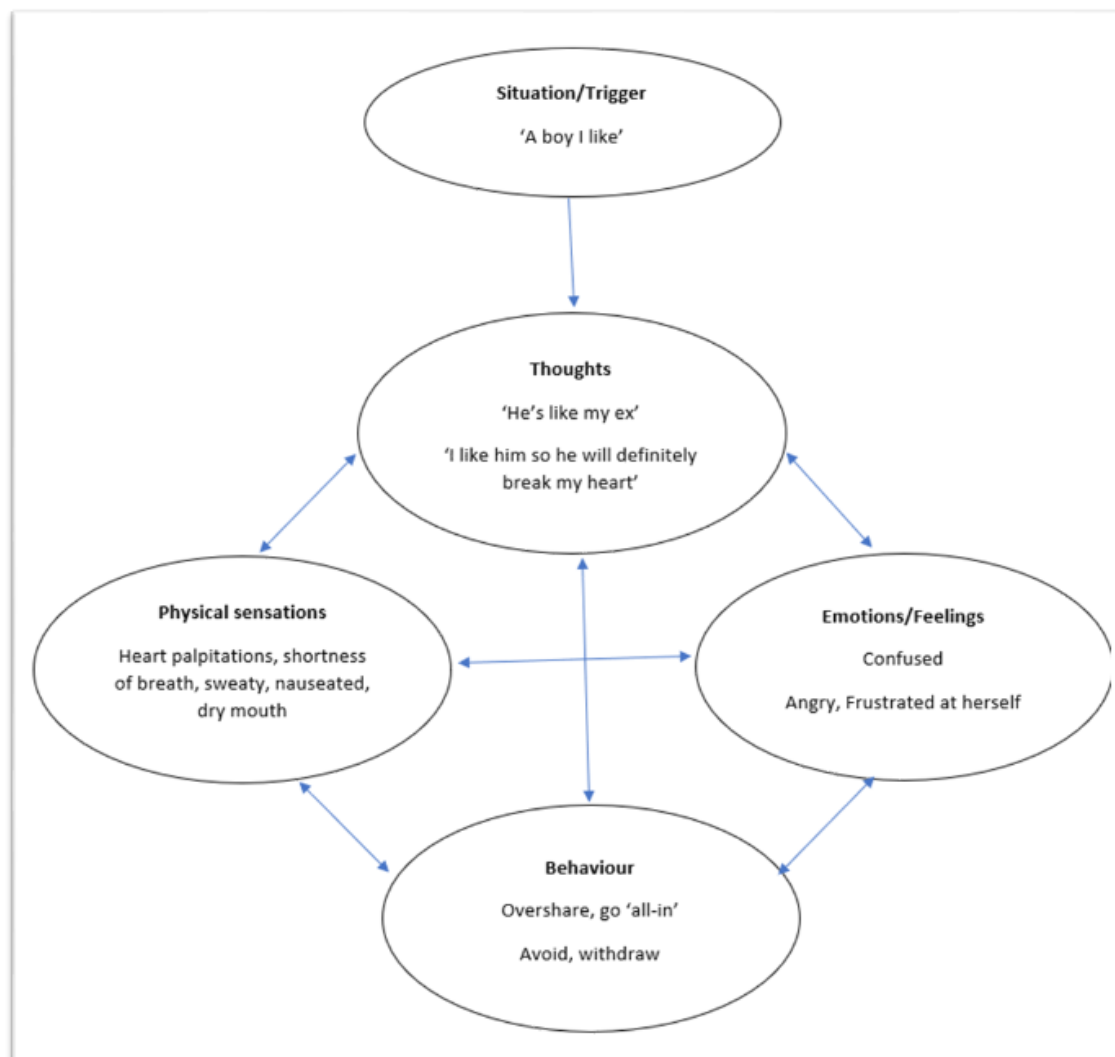 Situation/Trigger
‘A boy I like’
Thoughts
‘He’s like my ex’
‘I like him so he will definitely
break my heart’
Physical sensations
Heart palpitations, shortness
of breath, sweaty, nauseated,
dry mouth
Emotions/Feelings
Confused
Angry, Frustrated at herself
Behaviour
Overshare, go ‘all-in’
Avoid, withdraw